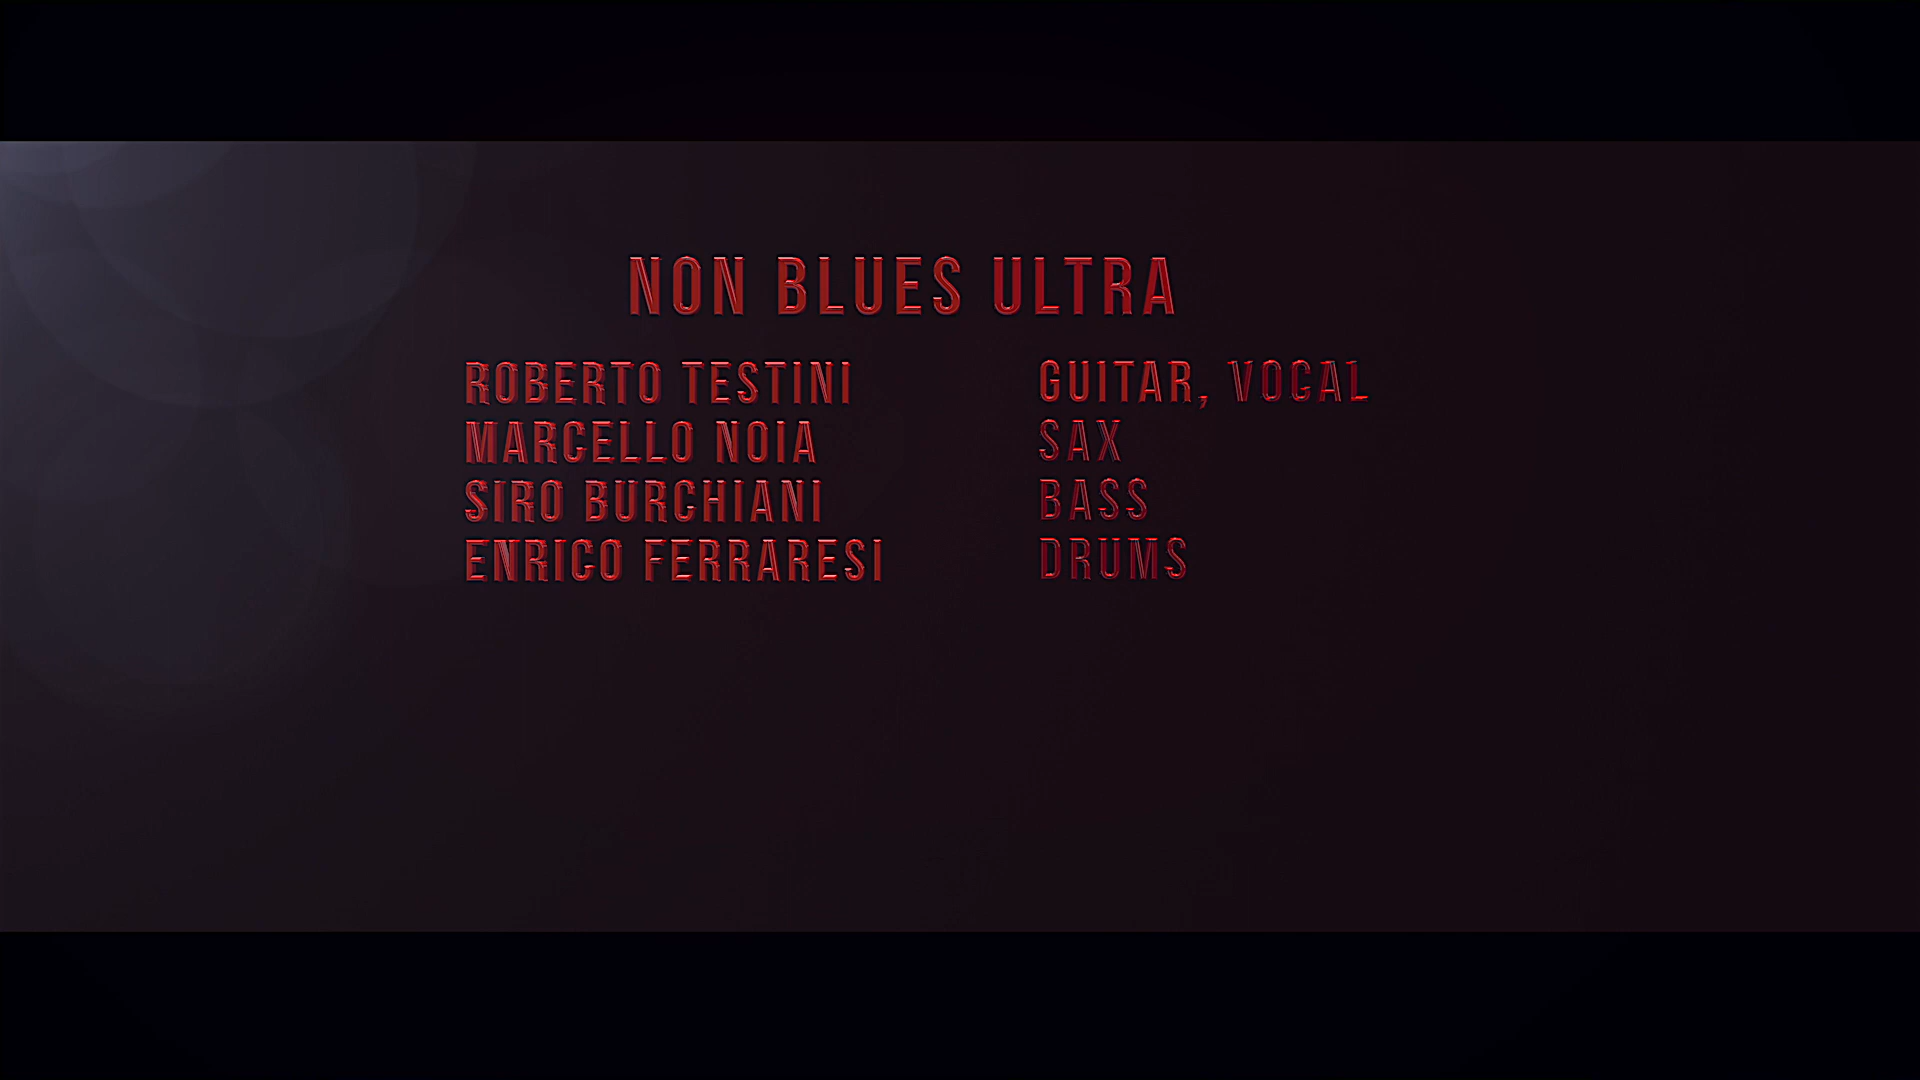 NON BLUES ULTRA
ROBERTO TESTINI GUITAR, VOCAL
MARCELLO NOIA SAX
SIRO BURCHIANI BASS
ENRICO FERRARESI DRUMS